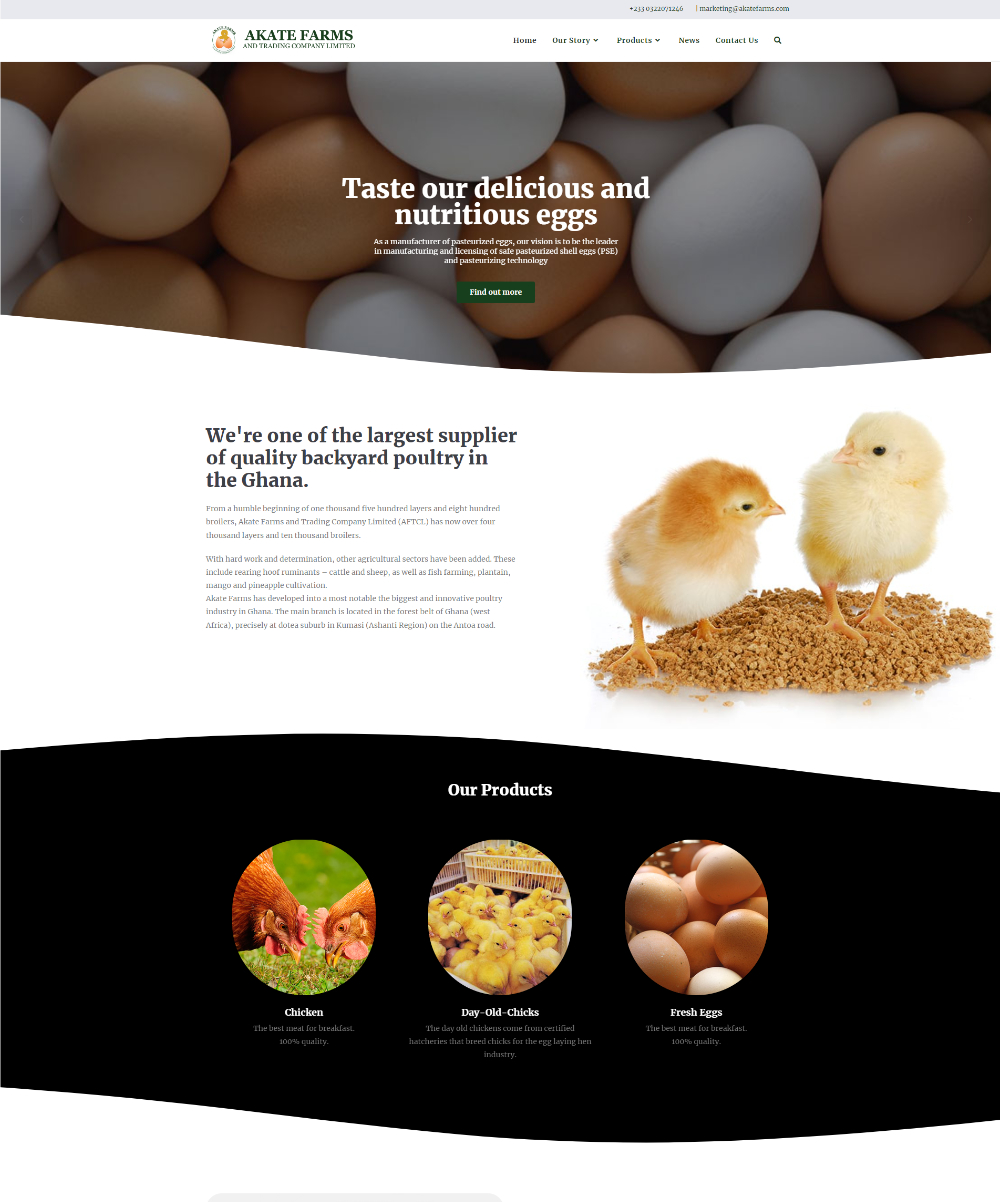 +233 0322071246 | marketing@akatefarms.com
AKATE FARMS
AND TRADING COMPANY LIMITED
Home Our Story Products News Contact Us
Taste our delicious and
nutritious eggs
As a manufacturer of pasteurized eggs, our vision is to be the leader
in manufacturing and licensing of safe pasteurized shell eggs (PSE)
and pasteurizing technology
Find out more
We're one of the largest supplier
of quality backyard poultry in
the Ghana.
From a humble beginning of one thousand five hundred layers and eight hundred
broilers, Akate Farms and Trading Company Limited (AFTCL) has now over four
thousand layers and ten thousand broilers.
With hard work and determination, other agricultural sectors have been added. These
include rearing hoof ruminants – cattle and sheep, as well as fish farming, plantain,
mango and pineapple cultivation.
Akate Farms has developed into a most notable the biggest and innovative poultry
industry in Ghana. The main branch is located in the forest belt of Ghana (west
Africa), precisely at dotea suburb in Kumasi (Ashanti Region) on the Antoa road.
Our Products
Chicken
The best meat for breakfast.
100% quality.
Day-Old-Chicks
The day old chickens come from certified
hatcheries that breed chicks for the egg laying hen
industry.
Fresh Eggs
The best meat for breakfast.
100% quality.